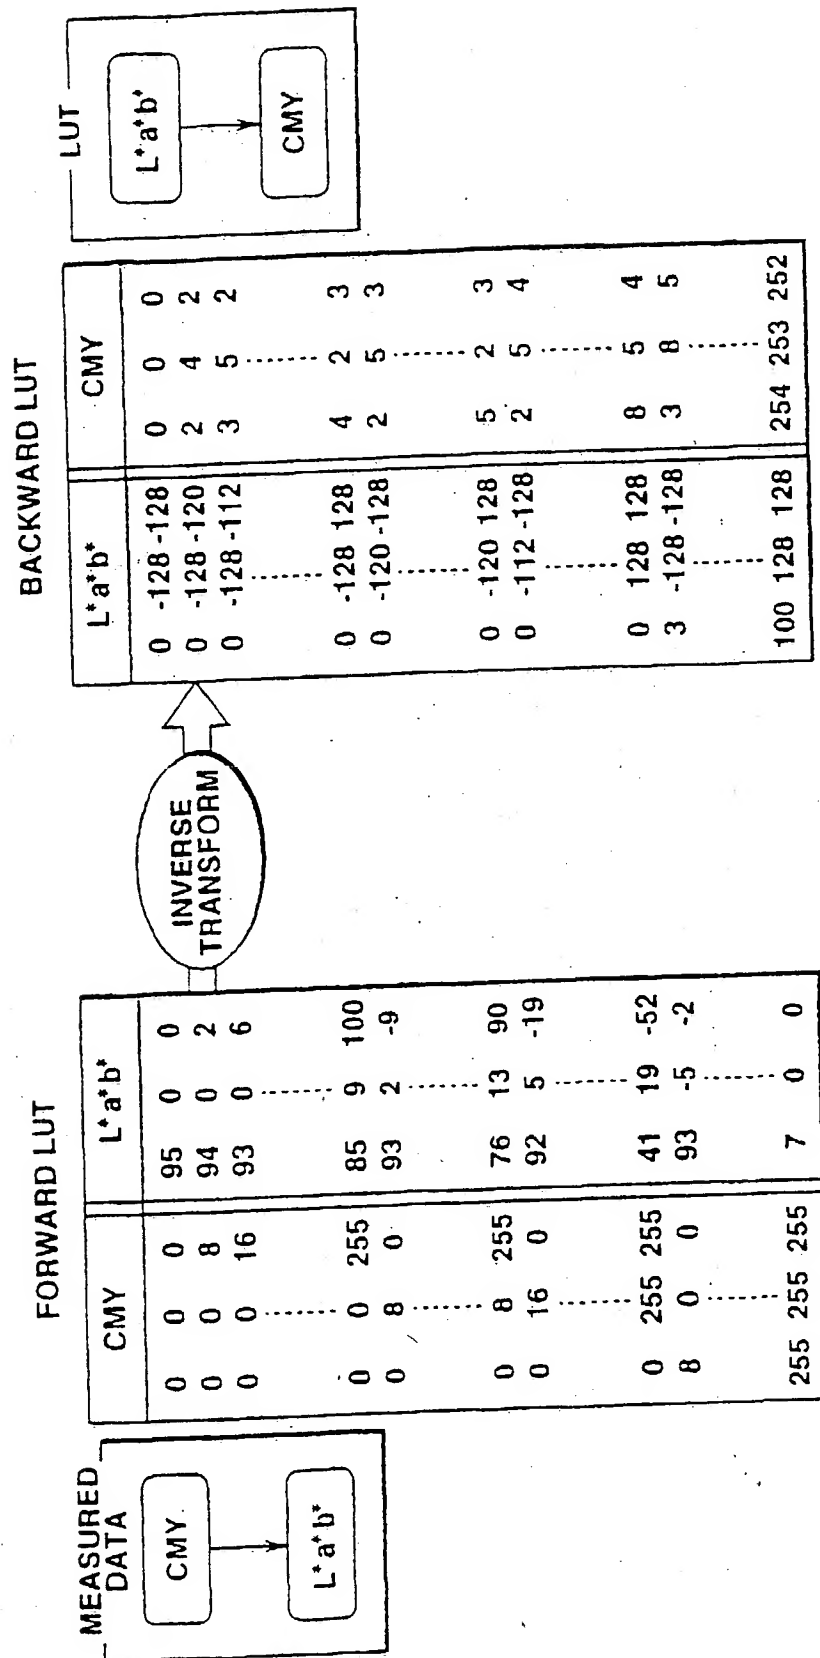 MEASURED
DATA
CMY
L*a*b*
FORWARD LUT
CMY L*a*b*
0 0 0 95 0 0
0 0 8 94 0 2
0 0 16 93 0 6
0 0 255 85 9 100
0 8 0 93 2 -9
0 8 255 76 13 90
0 16 0 92 5 -19
0 255 255 41 19 -52
8 0 0 93 -5 -2
255 255 255 7 0 0
INVERSE
TRANSFORM
BACKWARD LUT
L*a*b* CMY
0 -128 -128 0 0 0
0 -128 -120 2 4 2
0 -128 -112 3 5 2
0 -128 128 4 2 3
0 -120 -128 2 5 3
0 -120 128 5 2 3
0 -112 -128 2 5 4
0 128 128 8 5 4
3 -128 -128 3 8 5
100 128 128 254 253 252
LUT
L*a*b*
CMY